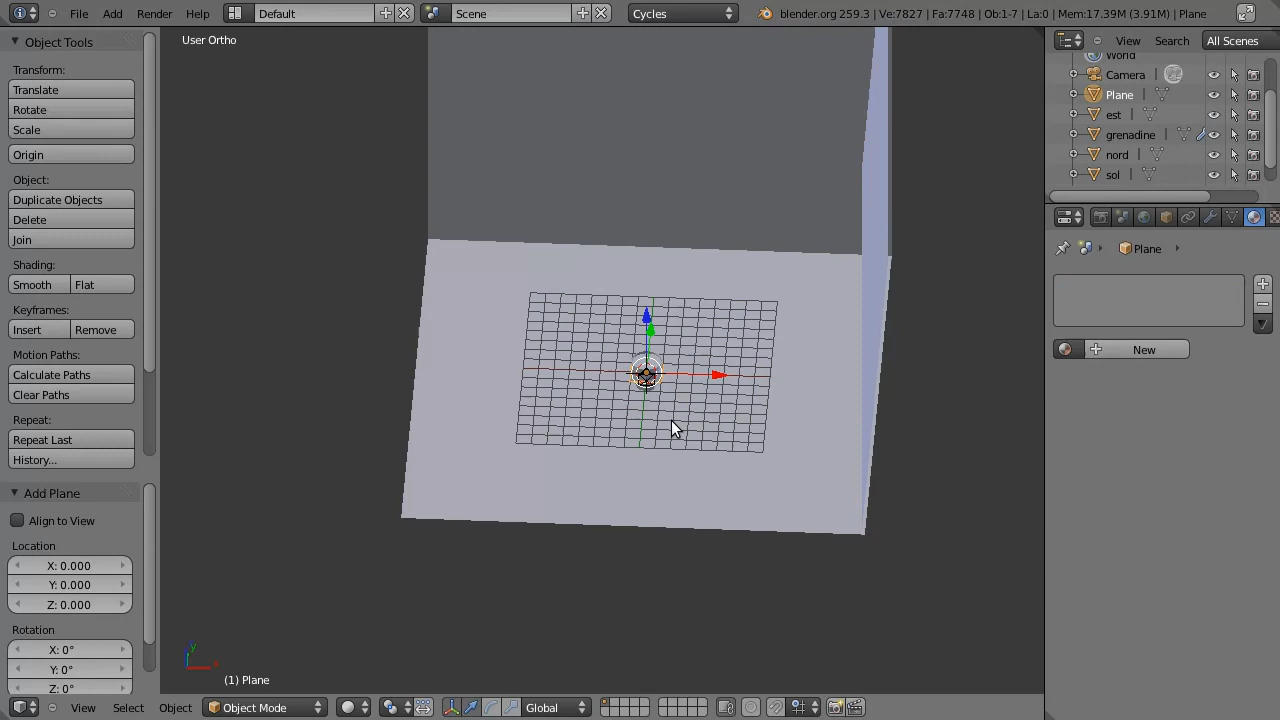 File Add Render Help Default Scene Cycles blender.org 259.3 | Ve:7827 | Fa:7748 | Ob:1-7 | La:0 | Mem:17.39M (3.91M) | Plane
Object Tools
Transform:
Translate
Rotate
Scale
Origin
Object:
Duplicate Objects
Delete
Join
Shading:
Smooth Flat
Keyframes:
Insert Remove
Motion Paths:
Calculate Paths
Clear Paths
Repeat:
Repeat Last
History...
Add Plane
Align to View
Location
X: 0.000
Y: 0.000
Z: 0.000
Rotation
X: 0°
Y: 0°
Z: 0°
User Ortho
y
x
(1) Plane
View Select Object Object Mode Global
View Search All Scenes
World
Camera
Plane
est
grenadine
nord
sol
Plane
New